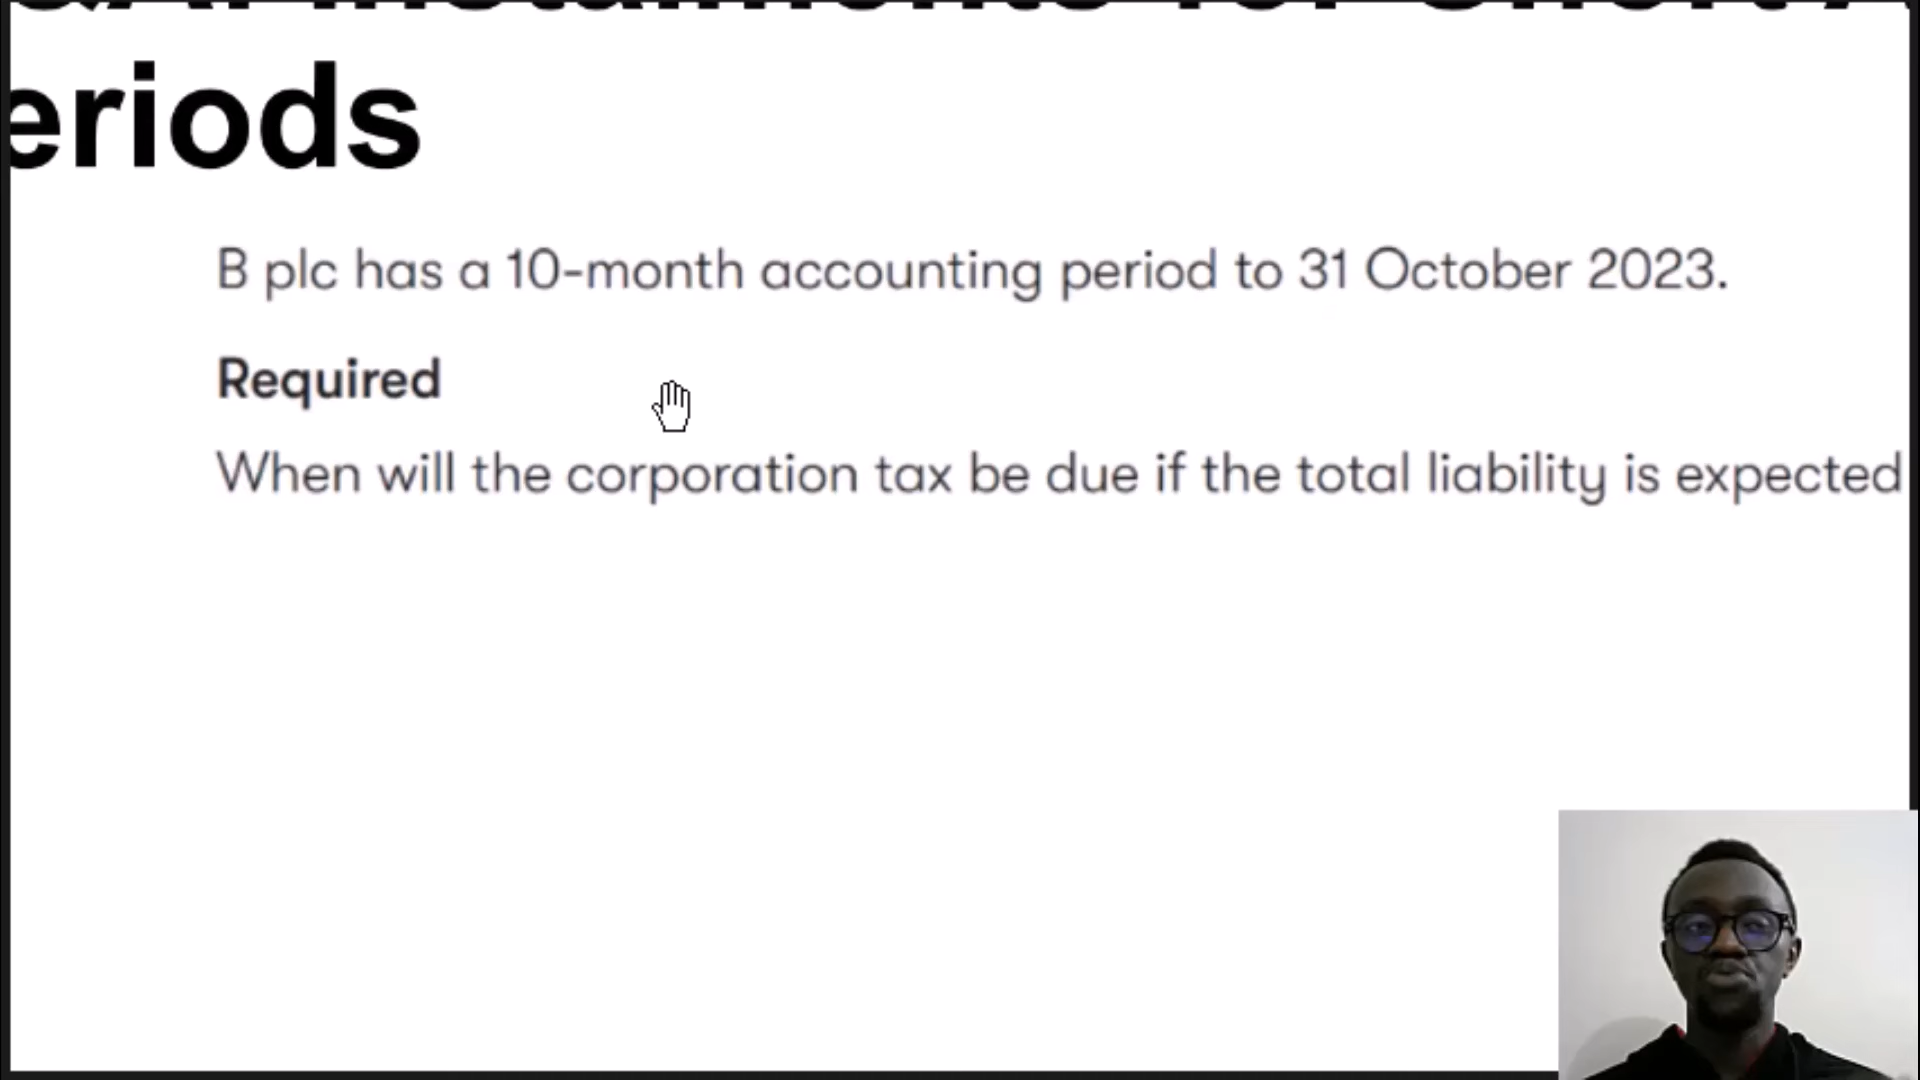 eriods
B plc has a 10-month accounting period to 31 October 2023.
Required
When will the corporation tax be due if the total liability is expected